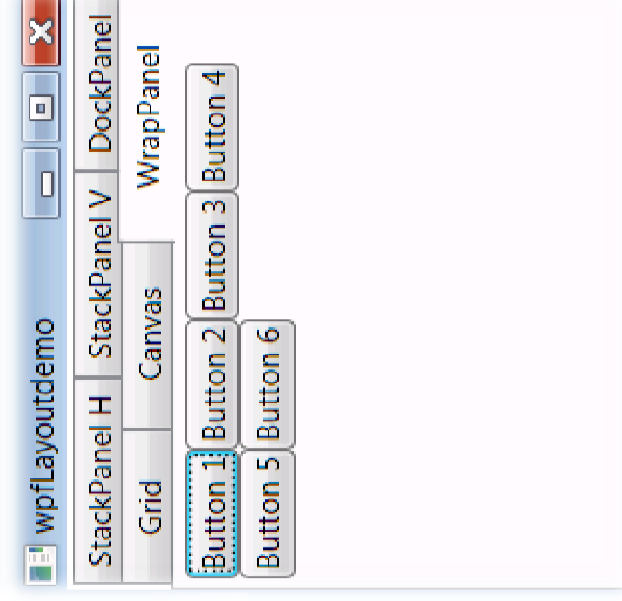 wpfLayoutdemo
StackPanel H StackPanel V DockPanel
Grid Canvas WrapPanel
Button 1 Button 2 Button 3 Button 4
Button 5 Button 6